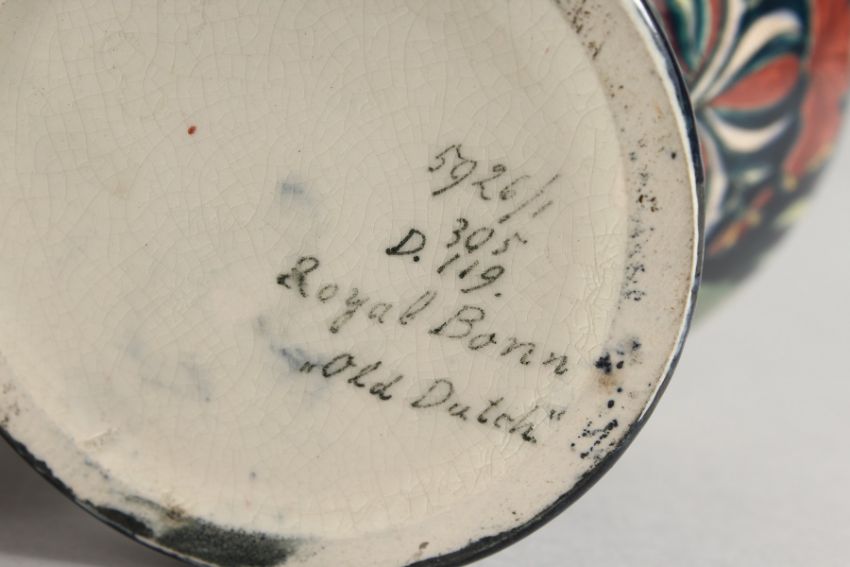 5926/1
305
D. 119.
Royal Bonn
„Old Dutch“